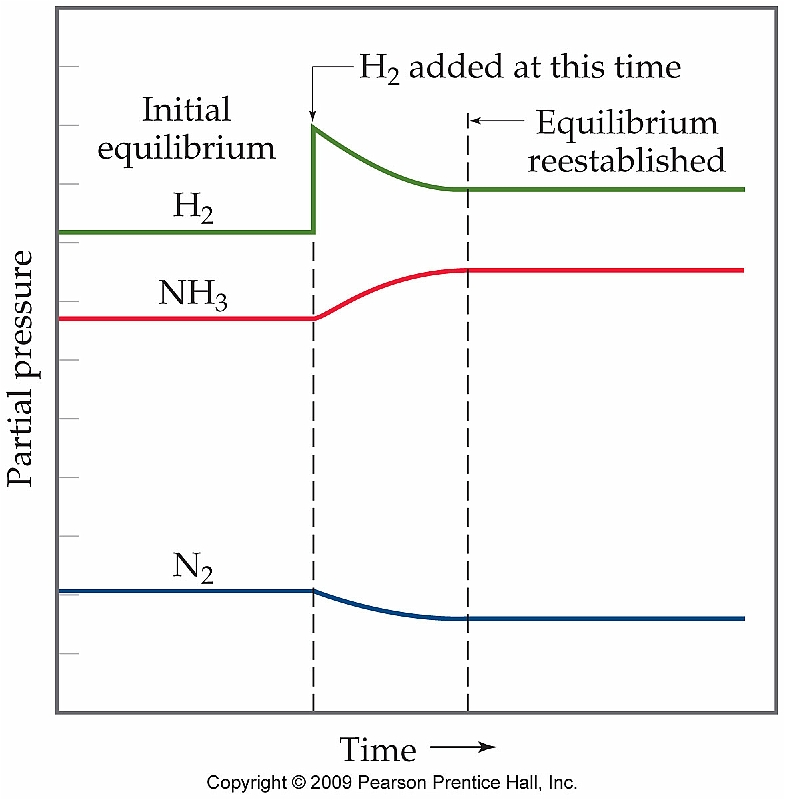 H₂ added at this time
Initial
equilibrium
Equilibrium
reestablished
H₂
NH₃
N₂
Partial pressure
Time
Copyright © 2009 Pearson Prentice Hall, Inc.